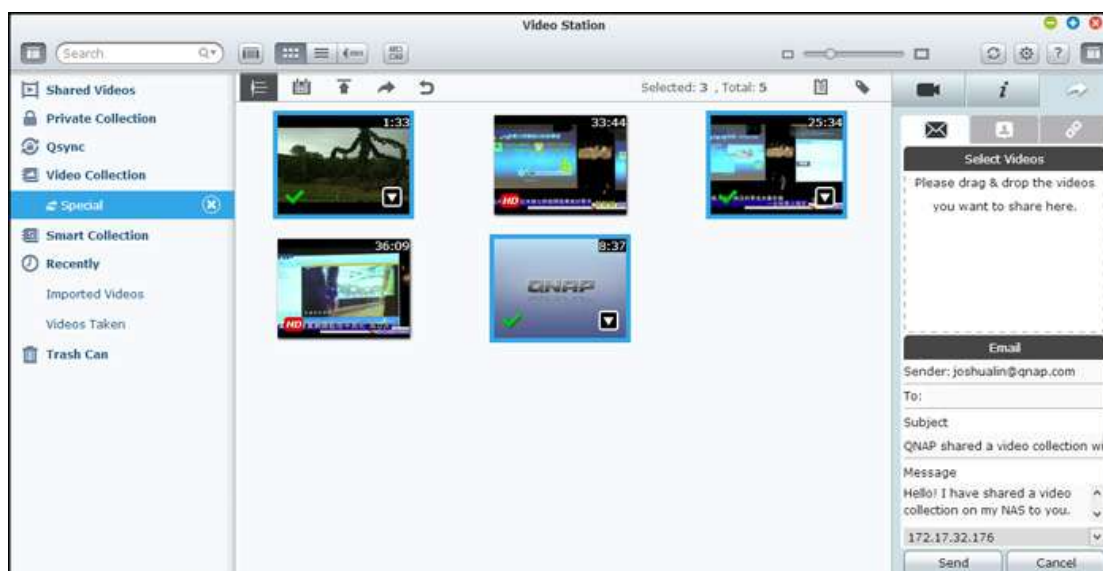 Video Station
Search
Shared Videos
Private Collection
Qsync
Video Collection
Special
Smart Collection
Recently
Imported Videos
Videos Taken
Trash Can
Selected: 3 , Total: 5
1:33
33:44
HD
25:34
36:09
HD
8:37
QNAP
Select Videos
Please drag & drop the videos
you want to share here.
Email
Sender: joshualin@qnap.com
To:
Subject
QNAP shared a video collection wi
Message
Hello! I have shared a video
collection on my NAS to you.
172.17.32.176
Send
Cancel